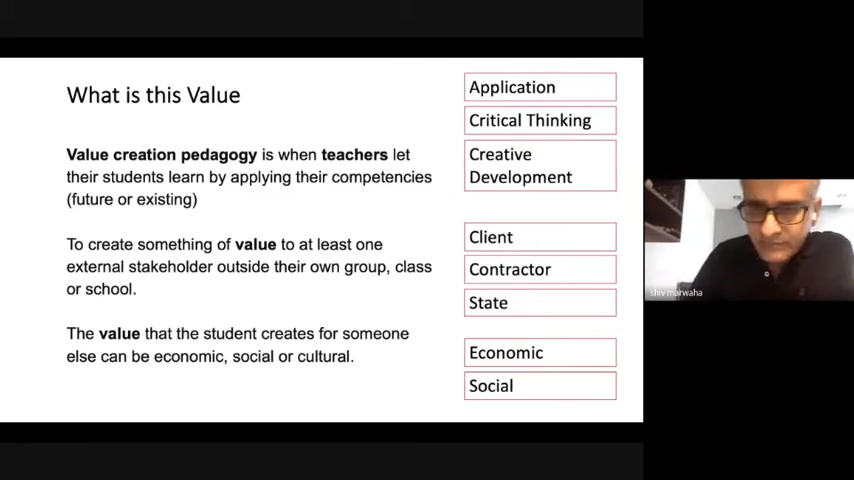 What is this Value
Value creation pedagogy is when teachers let
their students learn by applying their competencies
(future or existing)
To create something of value to at least one
external stakeholder outside their own group, class
or school.
The value that the student creates for someone
else can be economic, social or cultural.
Application
Critical Thinking
Creative
Development
Client
Contractor
State
Economic
Social
shiv marwaha